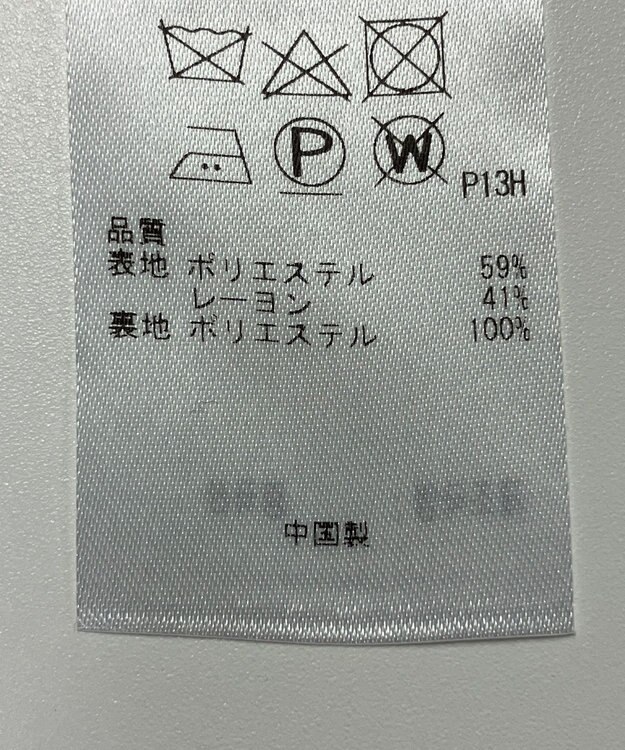 P W P13H
品質
表地 ポリエステル 59%
レーヨン 41%
裏地 ポリエステル 100%
中国製